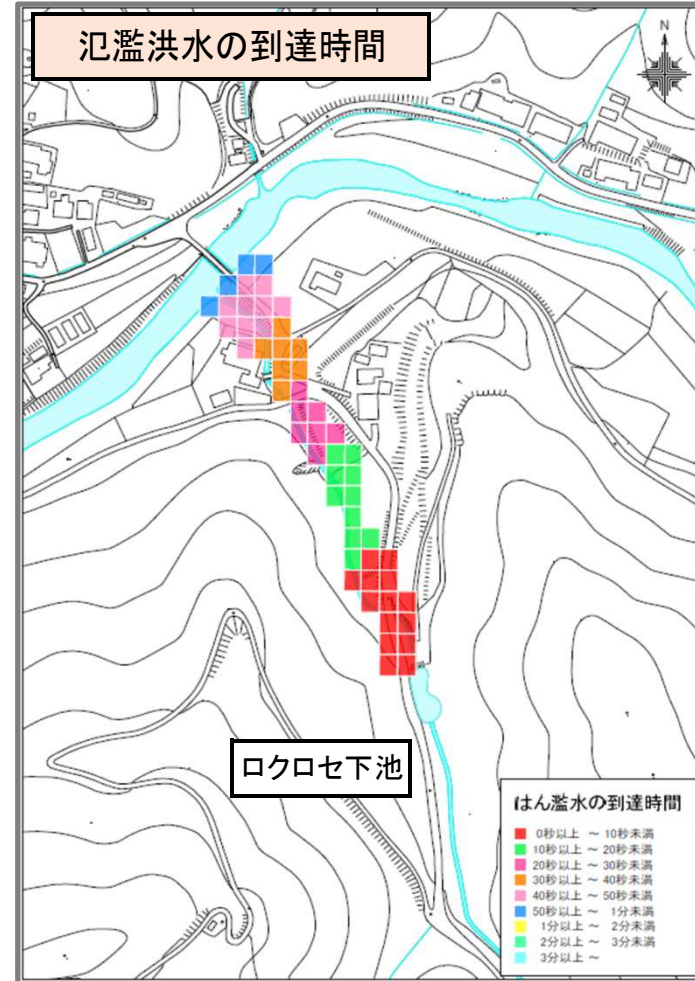 氾濫洪水の到達時間
N
ロクロセ下池
はん濫水の到達時間
0秒以上 ～ 10秒未満
10秒以上 ～ 20秒未満
20秒以上 ～ 30秒未満
30秒以上 ～ 40秒未満
40秒以上 ～ 50秒未満
50秒以上 ～ 1分未満
1分以上 ～ 2分未満
2分以上 ～ 3分未満
3分以上 ～